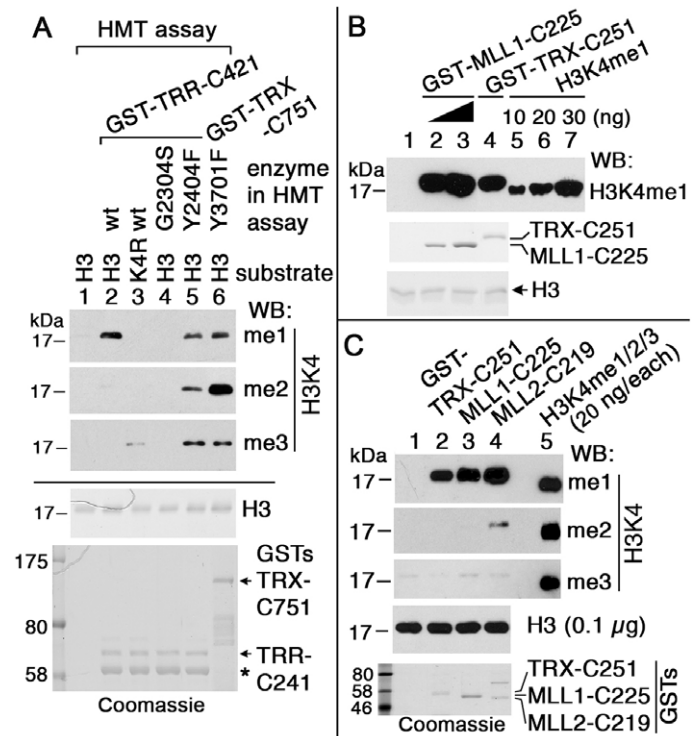 A
HMT assay
GST-TRR-C421
GST-TRX
-C751
wt
wt
G2304S
Y2404F
Y3701F
enzyme
in HMT
assay
H3
H3
K4R
H3
H3
H3
substrate
1 2 3 4 5 6
WB:
kDa
17
me1
17
me2
17
me3
H3K4
17
H3
175
80
58
GSTs
TRX-
C751
TRR-
C241
*
Coomassie
B
GST-MLL1-C225
GST-TRX-C251
H3K4me1
10 20 30 (ng)
1 2 3 4 5 6 7
kDa
WB:
17
H3K4me1
TRX-C251
MLL1-C225
H3
C
GST-
TRX-C251
MLL1-C225
MLL2-C219
H3K4me1/2/3
(20 ng/each)
1 2 3 4 5
kDa
WB:
17
me1
17
me2
17
me3
H3K4
17
H3 (0.1 µg)
80
58
46
TRX-C251
MLL1-C225
MLL2-C219
GSTs
Coomassie